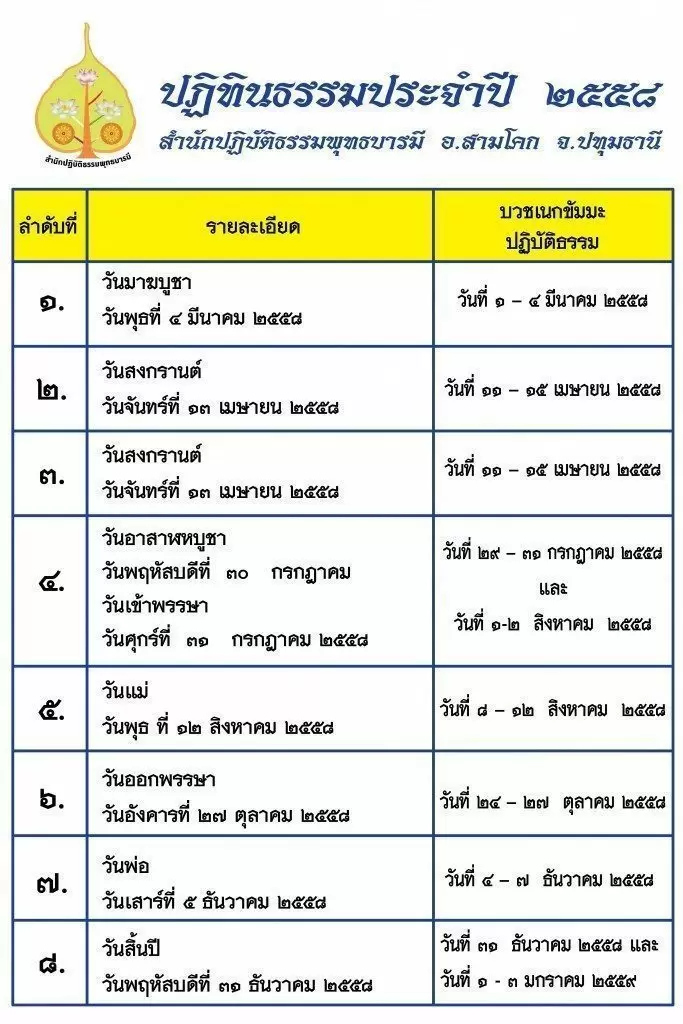 ปฏิทินธรรมประจำปี ๒๕๕๘
สำนักปฏิบัติธรรมพุทธบารมี อ.สามโคก จ.ปทุมธานี
สำนักปฏิบัติธรรมพุทธบารมี
ลำดับที่
รายละเอียด
บวชเนกขัมมะ
ปฏิบัติธรรม
๑.
วันมาฆบูชา
วันพุธที่ ๔ มีนาคม ๒๕๕๘
วันที่ ๑ – ๔ มีนาคม ๒๕๕๘
๒.
วันสงกรานต์
วันจันทร์ที่ ๑๓ เมษายน ๒๕๕๘
วันที่ ๑๑ – ๑๕ เมษายน ๒๕๕๘
๓.
วันสงกรานต์
วันจันทร์ที่ ๑๓ เมษายน ๒๕๕๘
วันที่ ๑๑ – ๑๕ เมษายน ๒๕๕๘
๔.
วันอาสาฬหบูชา
วันพฤหัสบดีที่ ๓๐ กรกฎาคม
วันเข้าพรรษา
วันศุกร์ที่ ๓๑ กรกฎาคม ๒๕๕๘
วันที่ ๒๙ – ๓๑ กรกฎาคม ๒๕๕๘
และ
วันที่ ๑-๒ สิงหาคม ๒๕๕๘
๕.
วันแม่
วันพุธ ที่ ๑๒ สิงหาคม ๒๕๕๘
วันที่ ๘ – ๑๒ สิงหาคม ๒๕๕๘
๖.
วันออกพรรษา
วันอังคารที่ ๒๗ ตุลาคม ๒๕๕๘
วันที่ ๒๔ – ๒๗ ตุลาคม ๒๕๕๘
๗.
วันพ่อ
วันเสาร์ที่ ๕ ธันวาคม ๒๕๕๘
วันที่ ๔ – ๗ ธันวาคม ๒๕๕๘
๘.
วันสิ้นปี
วันพฤหัสบดีที่ ๓๑ ธันวาคม ๒๕๕๘
วันที่ ๓๑ ธันวาคม ๒๕๕๘ และ
วันที่ ๑ - ๓ มกราคม ๒๕๕๙